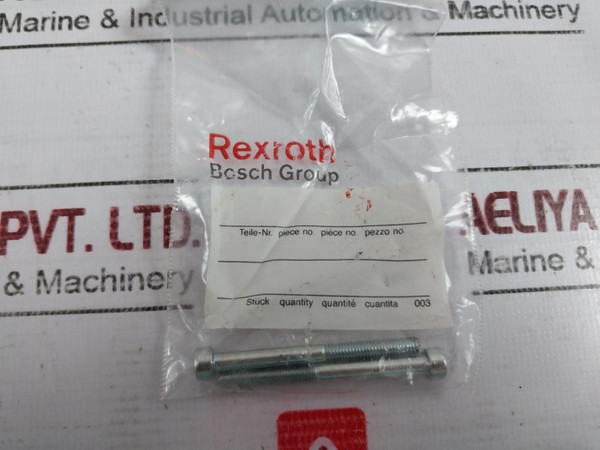 Marine & Industrial Automation & Machinery
Rexroth
Bosch Group
PVT. LTD.
AELIYA
Teile-Nr. piece no. pièce no. pezzo no.
& Machinery
Marine &
Stück quantity quantité cuantita 003